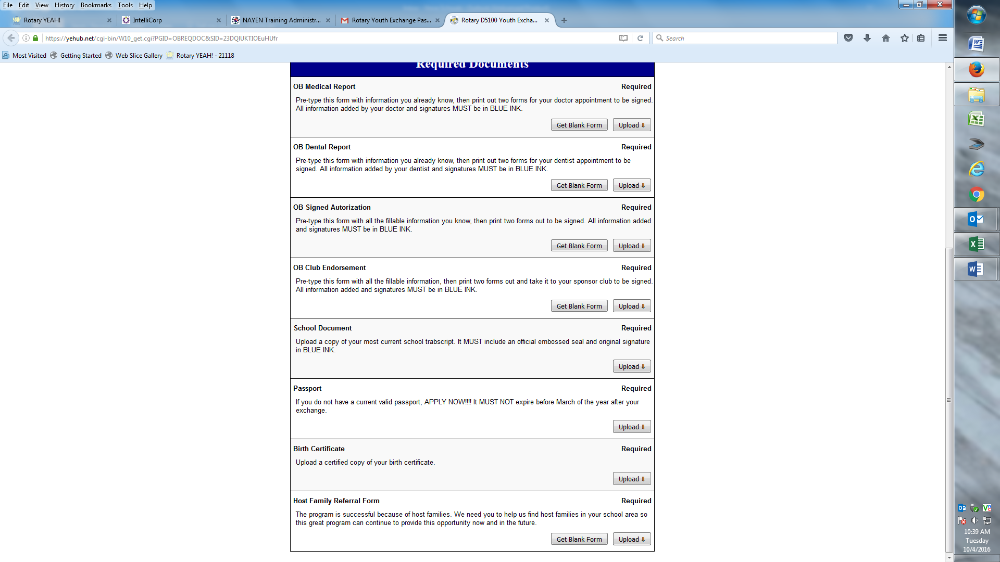 File Edit View History Bookmarks Tools Help
Rotary YEAH! IntelliCorp NAYEN Training Administr... Rotary Youth Exchange Pas... Rotary D5100 Youth Excha...
https://yehub.net/cgi-bin/W10_get.cgi?PGID=OBREQDOC&SID=23DQIUKTIOEuHUfr Search
Most Visited Getting Started Web Slice Gallery Rotary YEAH! - 21118
Required Documents
OB Medical Report Required
Pre-type this form with information you already know, then print out two forms for your doctor appointment to be signed.
All information added by your doctor and signatures MUST be in BLUE INK.
Get Blank Form Upload ⇓
OB Dental Report Required
Pre-type this form with information you already know, then print out two forms for your dentist appointment to be
signed. All information added by your dentist and signatures MUST be in BLUE INK.
Get Blank Form Upload ⇓
OB Signed Autorization Required
Pre-type this form with all the fillable information you know, then print two forms out to be signed. All information added
and signatures MUST be in BLUE INK.
Get Blank Form Upload ⇓
OB Club Endorsement Required
Pre-type this form with all the fillable information, then print two forms out and take it to your sponsor club to be signed.
All information added and signatures MUST be in BLUE INK.
Get Blank Form Upload ⇓
School Document Required
Upload a copy of your most current school trabscript. It MUST include an official embossed seal and original signature
in BLUE INK.
Upload ⇓
Passport Required
If you do not have a current valid passport, APPLY NOW!!!! It MUST NOT expire before March of the year after your
exchange.
Upload ⇓
Birth Certificate Required
Upload a certified copy of your birth certificate.
Upload ⇓
Host Family Referral Form Required
The program is successful because of host families. We need you to help us find host families in your school area so
this great program can continue to provide this opportunity now and in the future.
Get Blank Form Upload ⇓
10:39 AM
Tuesday
10/4/2016